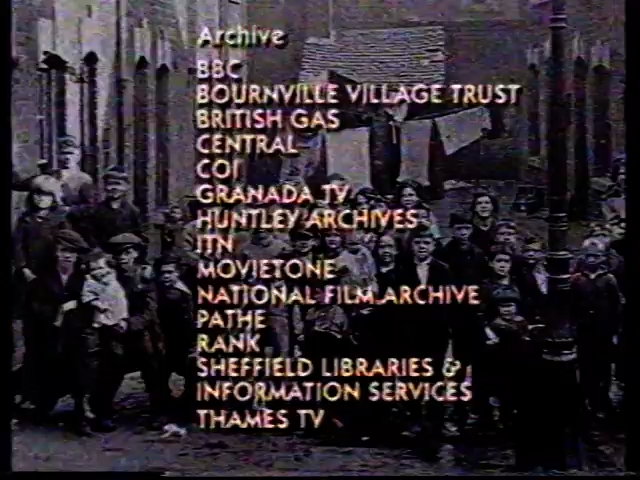 Archive
BBC
BOURNVILLE VILLAGE TRUST
BRITISH GAS
CENTRAL
COI
GRANADA TV
HUNTLEY ARCHIVES
ITN
MOVIETONE
NATIONAL FILM ARCHIVE
PATHE
RANK
SHEFFIELD LIBRARIES &
INFORMATION SERVICES
THAMES TV